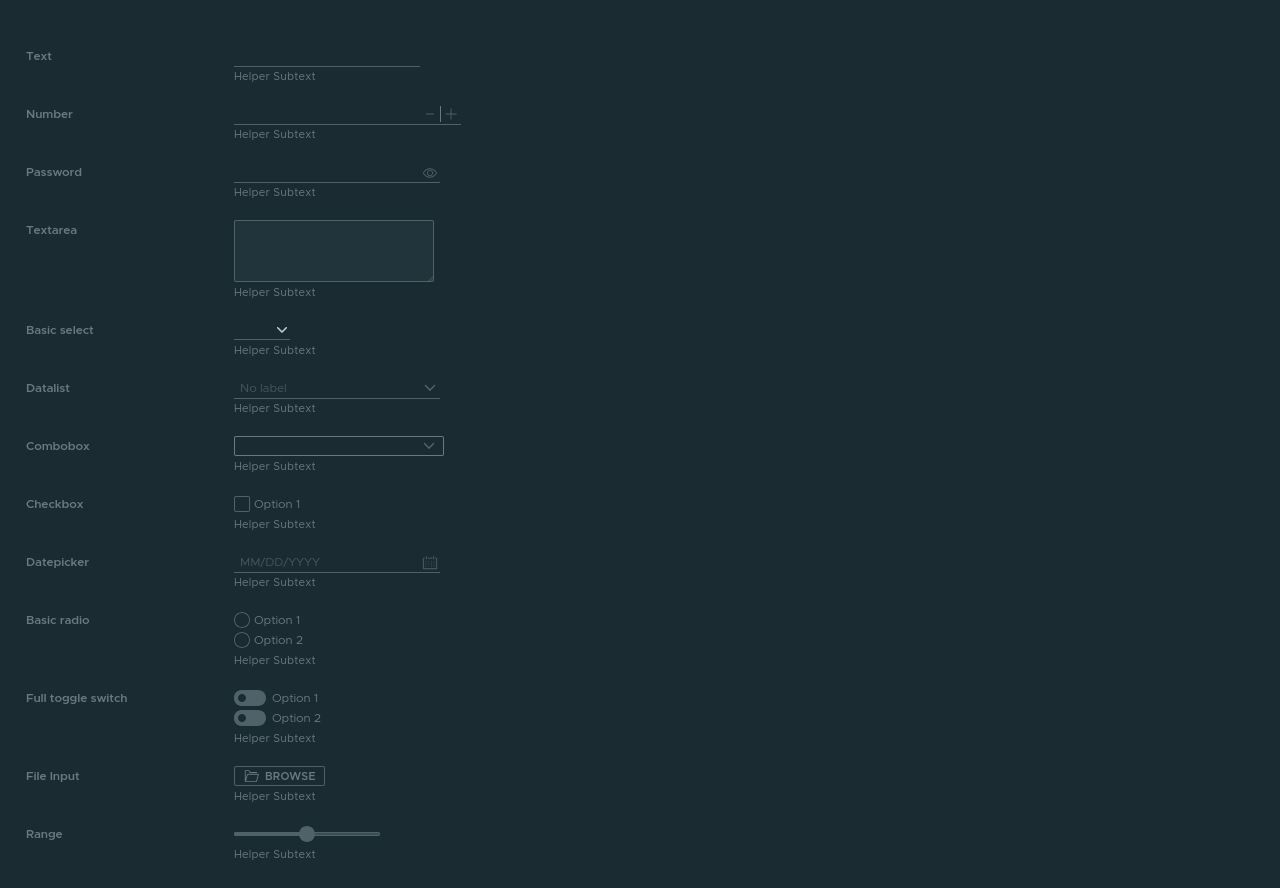 Text
Helper Subtext
Number
Helper Subtext
Password
Helper Subtext
Textarea
Helper Subtext
Basic select
Helper Subtext
Datalist No label
Helper Subtext
Combobox
Helper Subtext
Checkbox Option 1
Helper Subtext
Datepicker MM/DD/YYYY
Helper Subtext
Basic radio Option 1
Option 2
Helper Subtext
Full toggle switch Option 1
Option 2
Helper Subtext
File Input BROWSE
Helper Subtext
Range
Helper Subtext